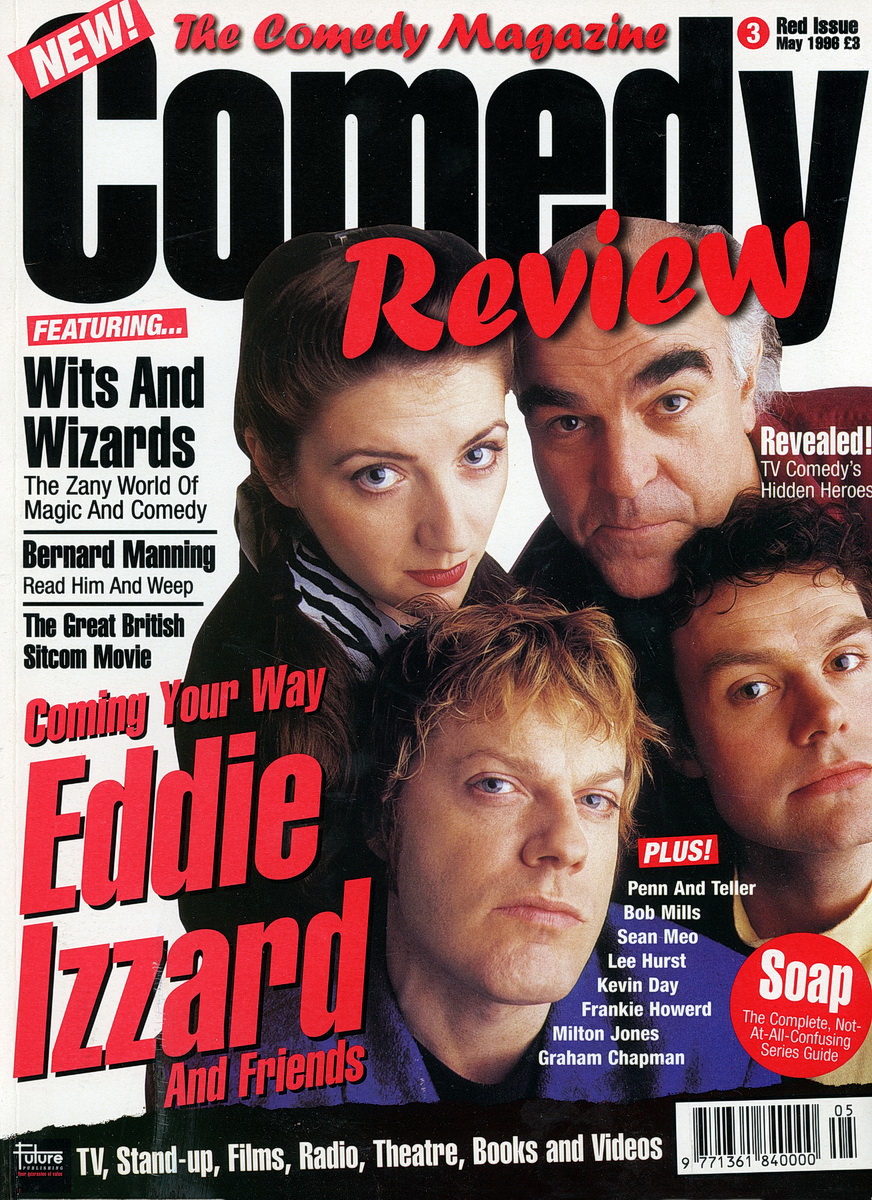 NEW!
The Comedy Magazine
3
Red Issue
May 1996 £3
Comedy
Review
FEATURING...
Wits And
Wizards
The Zany World Of
Magic And Comedy
Bernard Manning
Read Him And Weep
The Great British
Sitcom Movie
Revealed!
TV Comedy's
Hidden Heroes
Coming Your Way
Eddie
Izzard
And Friends
PLUS!
Penn And Teller
Bob Mills
Sean Meo
Lee Hurst
Kevin Day
Frankie Howerd
Milton Jones
Graham Chapman
Soap
The Complete, Not-
At-All-Confusing
Series Guide
Future
PUBLISHING
Your guarantee of value
TV, Stand-up, Films, Radio, Theatre, Books and Videos
05
9 771361 840000